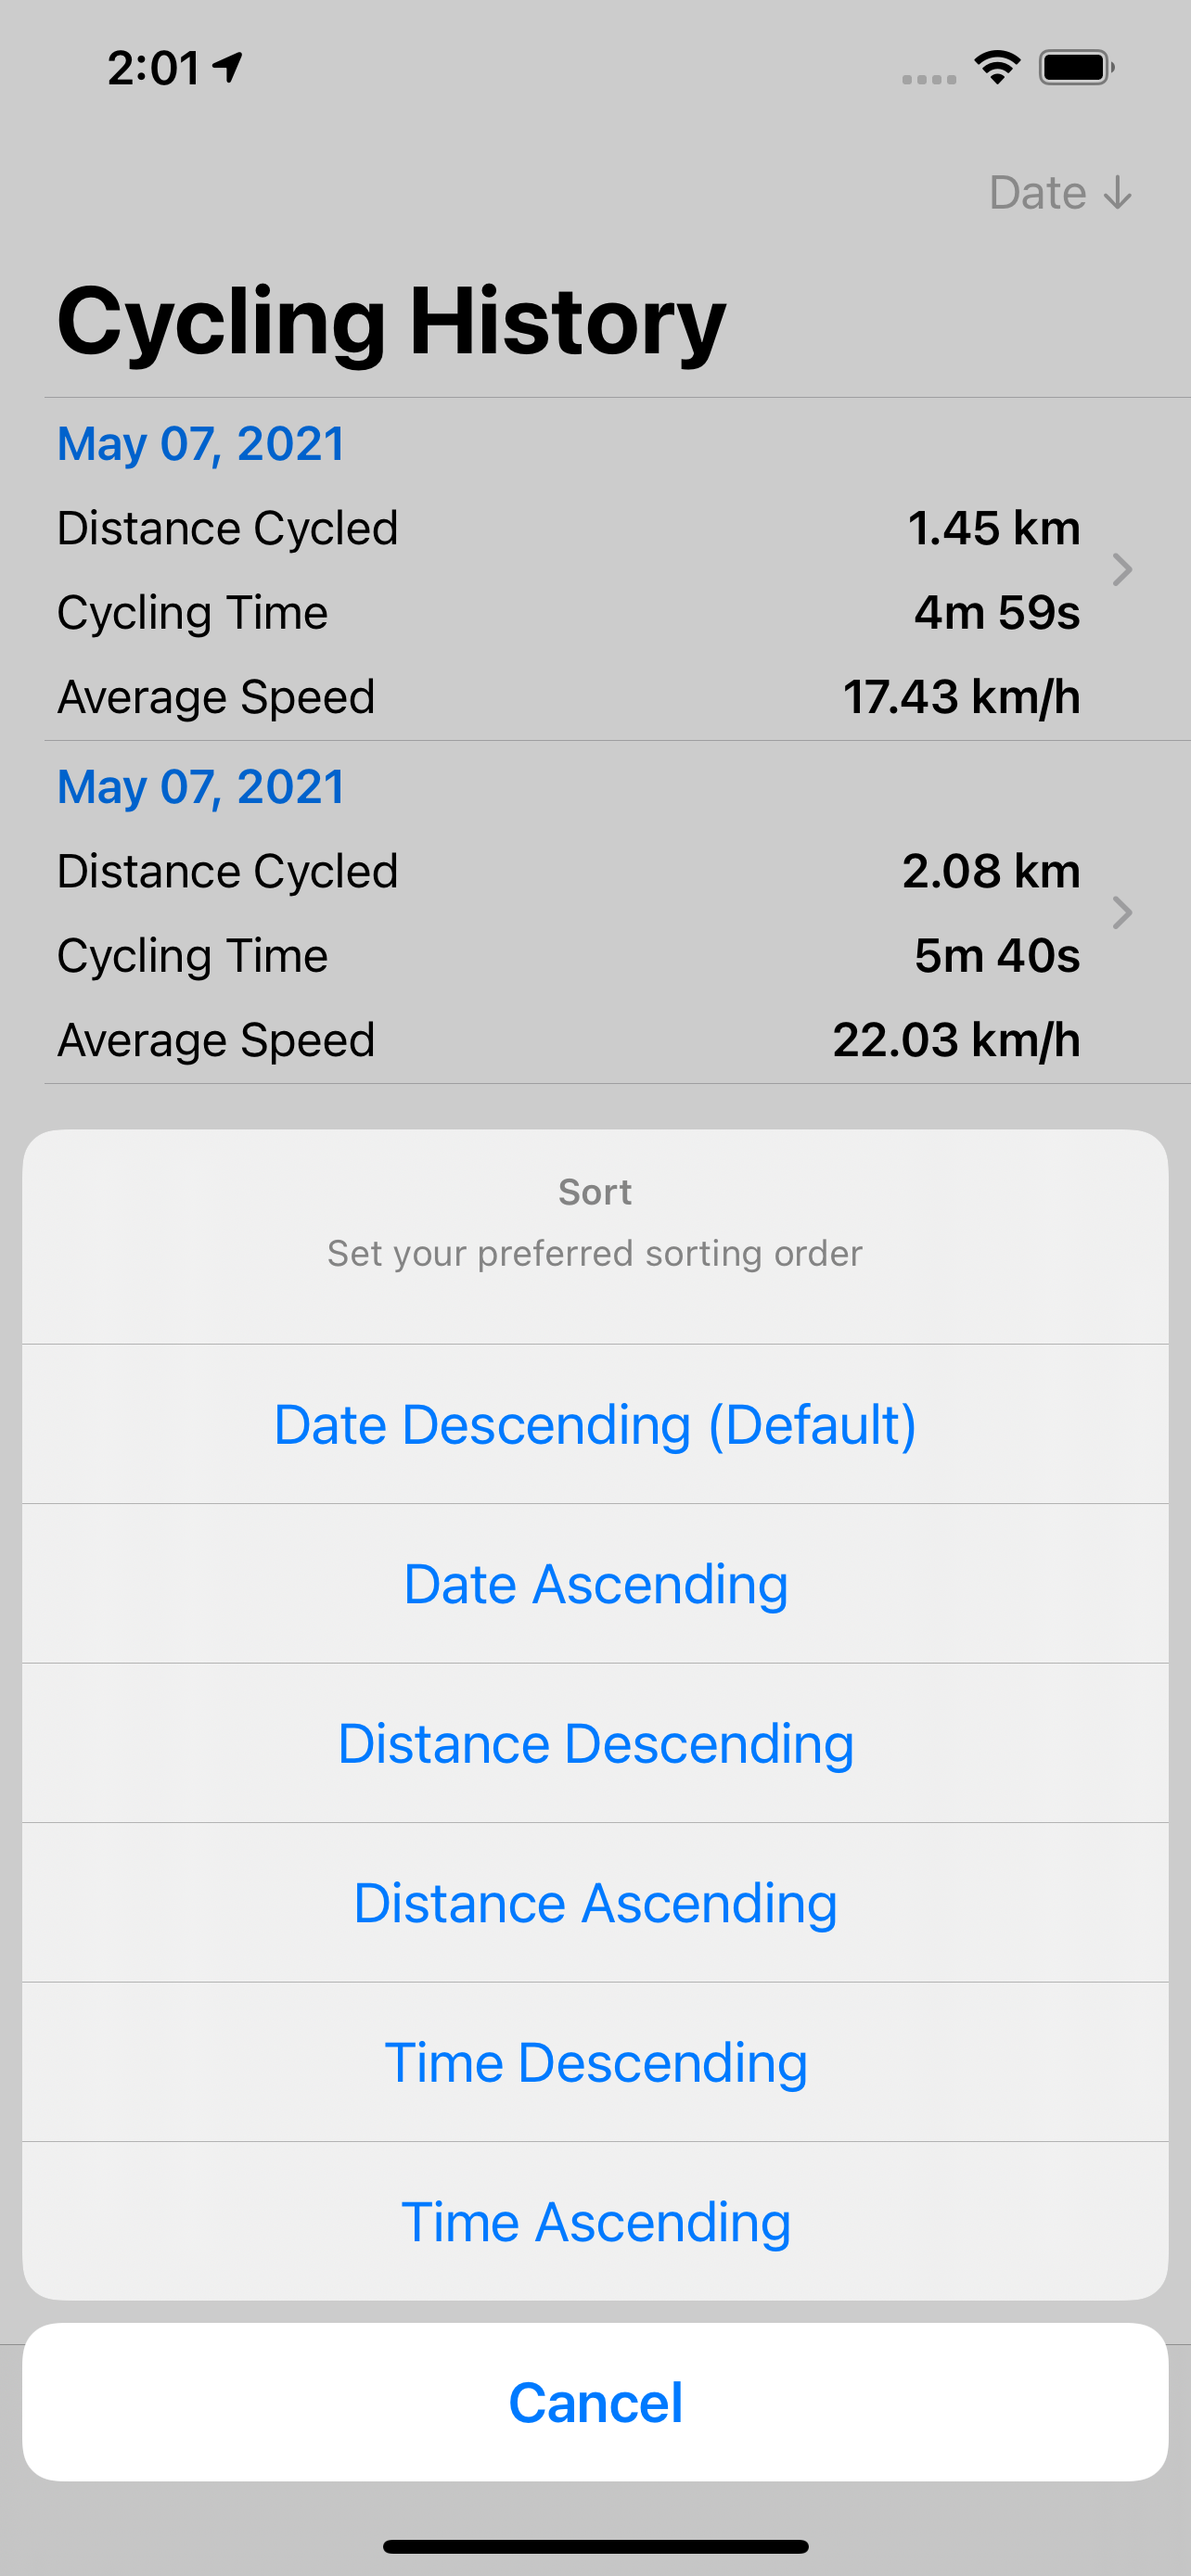 2:01
Date ↓
Cycling History
May 07, 2021
Distance Cycled 1.45 km
Cycling Time 4m 59s
Average Speed 17.43 km/h
May 07, 2021
Distance Cycled 2.08 km
Cycling Time 5m 40s
Average Speed 22.03 km/h
Sort
Set your preferred sorting order
Date Descending (Default)
Date Ascending
Distance Descending
Distance Ascending
Time Descending
Time Ascending
Cancel